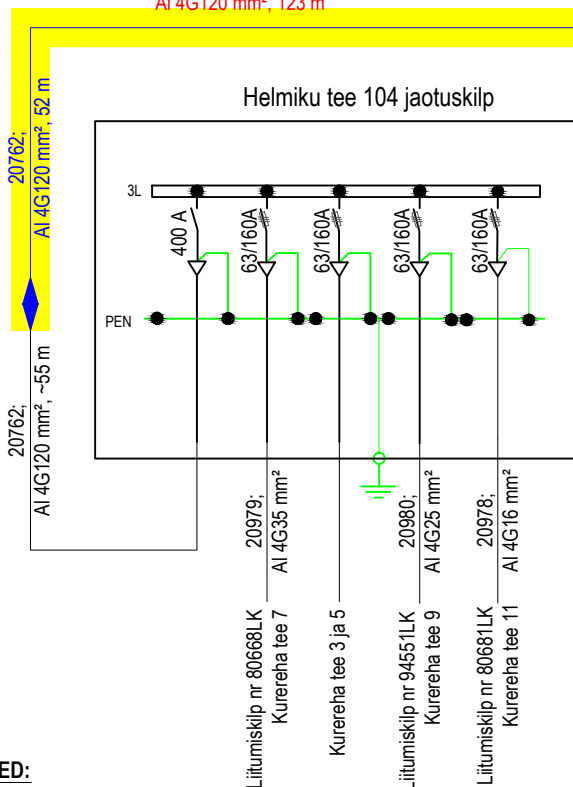 Al 4G120 mm², 123 m
20762;
Al 4G120 mm², 52 m
Helmiku tee 104 jaotuskilp
3L
400 A
63/160A
63/160A
63/160A
63/160A
PEN
20762;
Al 4G120 mm², ~55 m
20979;
Al 4G35 mm²
20980;
Al 4G25 mm²
20978;
Al 4G16 mm²
Liitumiskilp nr 80668LK
Kurereha tee 7
Kurereha tee 3 ja 5
Liitumiskilp nr 94551LK
Kurereha tee 9
Liitumiskilp nr 80681LK
Kurereha tee 11
ED: